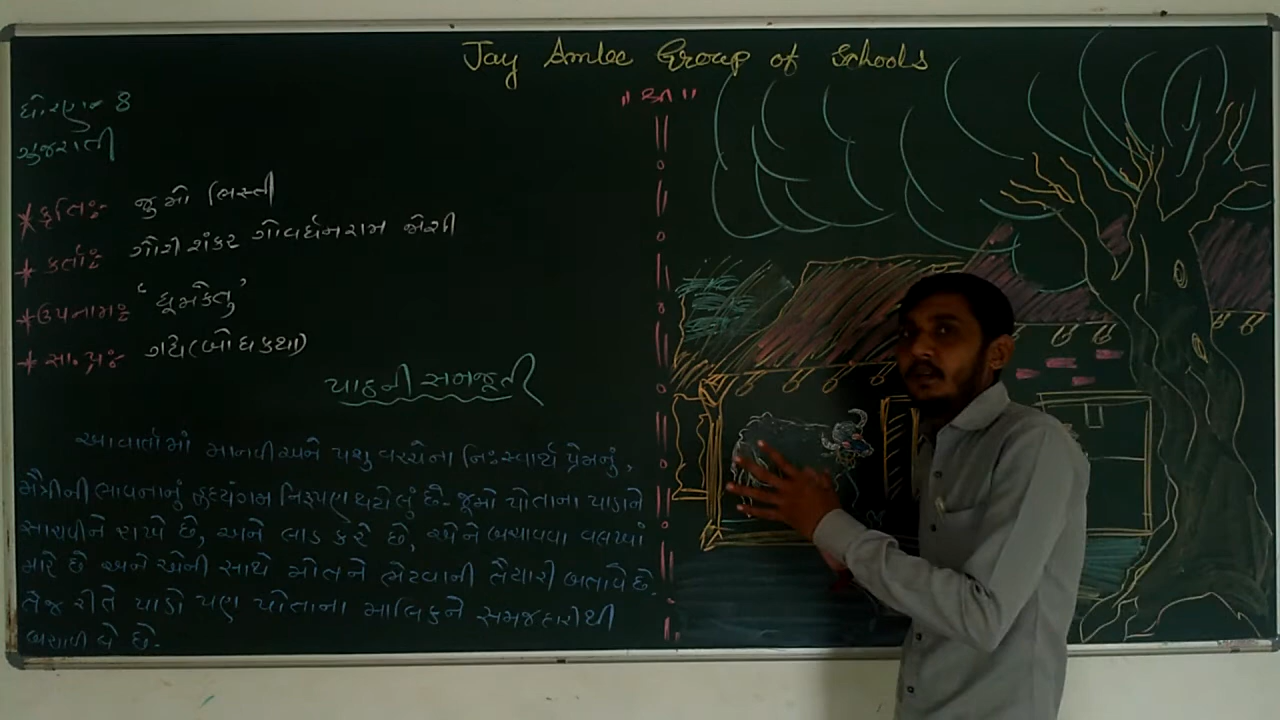 Jay Amlee Group of Schools
ધોરણ- 8
ગુજરાતી
॥ ૐ ॥
* કૃતિઃ- જુમો ભિસ્તી
* કર્તાઃ ગૌરીશંકર ગોવર્ધનરામ જોશી
* ઉપનામઃ 'ધૂમકેતુ'
* સા.પ્રઃ- ગદ્ય(બોધકથા)
પાઠની સમજૂતી
આવાર્તામાં માનવીઅને પશુ વચ્ચેના નિઃસ્વાર્થ પ્રેમનું,
મૈત્રીની ભાવનાનું હૃદયંગમ નિરૂપણ થયેલું છે- જૂમો પોતાના પાડાને
સાચવીને રાખે છે, અને લાડ કરે છે, એને બચાવવા વલખાં
મારે છે અને એની સાથે મોતને ભેટવાની તૈયારી બતાવે છે.
તેજ રીતે પાડો પણ પોતાના માલિકને સમજદારીથી
બચાવી લે છે-